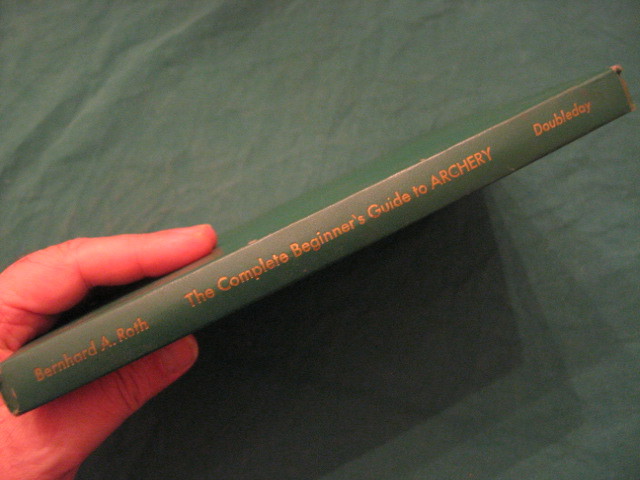 Bernhard A. Roth The Complete Beginner's Guide to ARCHERY Doubleday